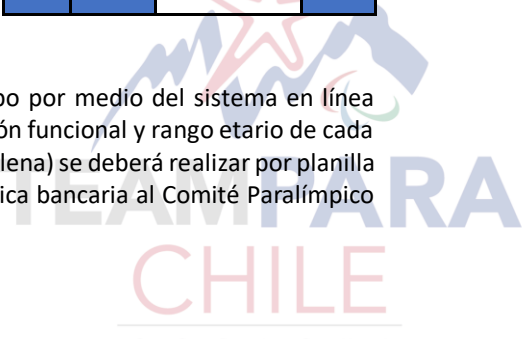 po por medio del sistema en línea
ón funcional y rango etario de cada
lena) se deberá realizar por planilla
ica bancaria al Comité Paralímpico
TEAMPARA
CHILE